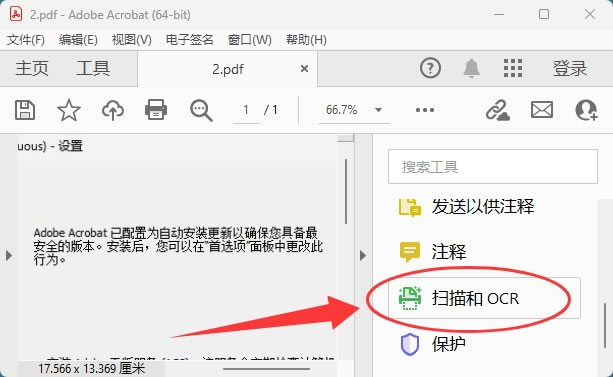 2.pdf - Adobe Acrobat (64-bit)
文件(F) 编辑(E) 视图(V) 电子签名 窗口(W) 帮助(H)
主页 工具 2.pdf × 登录
1 / 1 66.7%
uous) - 设置
搜索工具
发送以供注释
Adobe Acrobat 已配置为自动安装更新以确保您具备最
安全的版本。安装后，您可以在“首选项”面板中更改此
行为。
注释
扫描和 OCR
保护
17.566 x 13.369 厘米